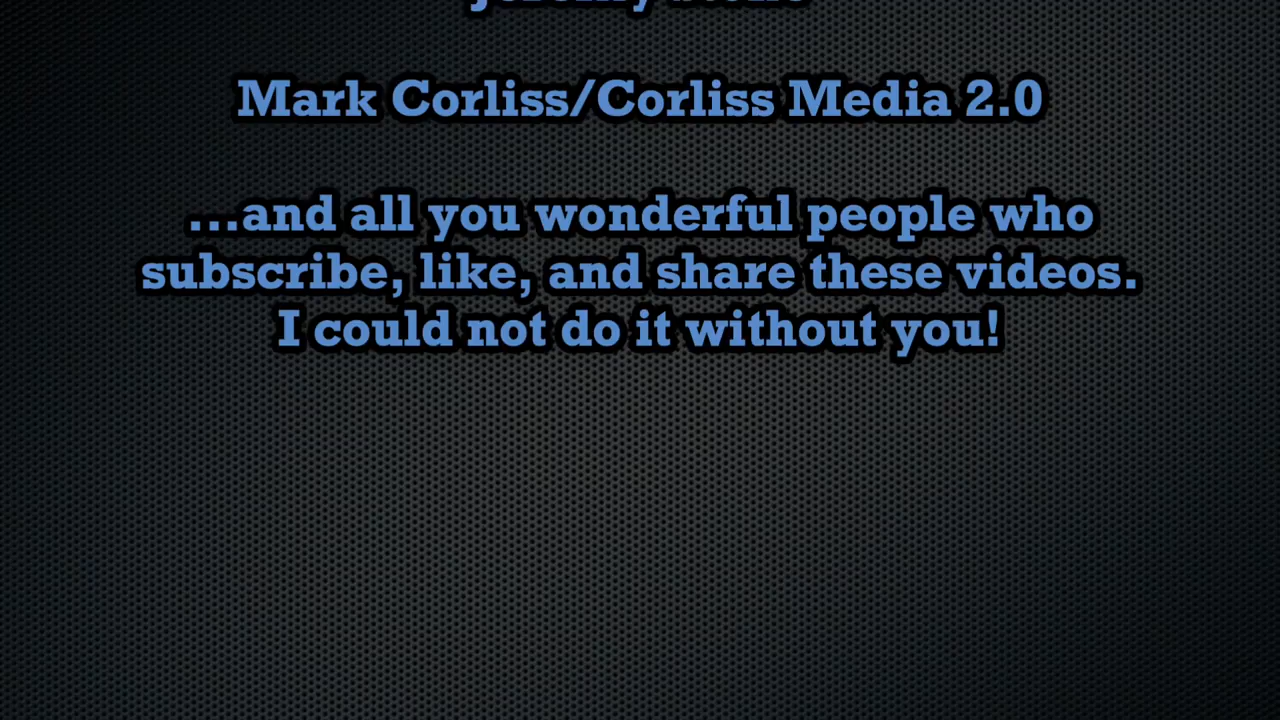 Mark Corliss/Corliss Media 2.0
...and all you wonderful people who
subscribe, like, and share these videos.
I could not do it without you!